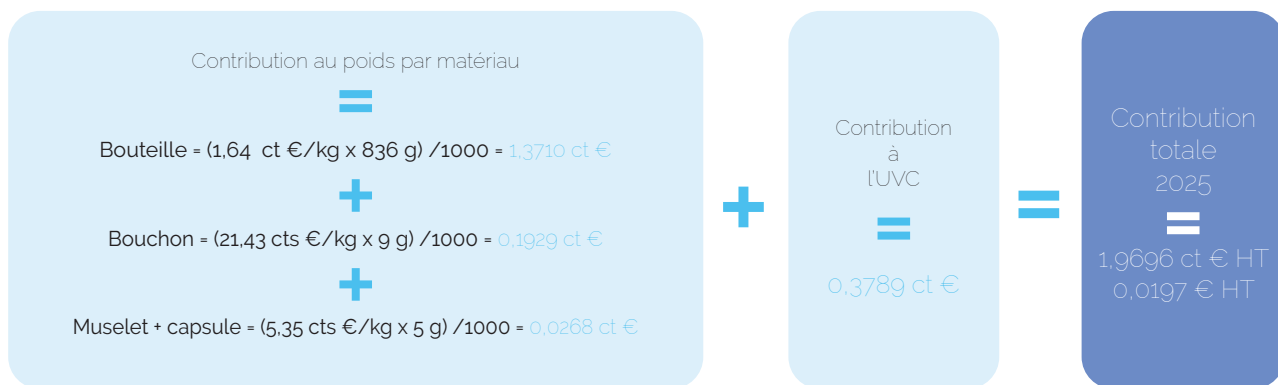 Contribution au poids par matériau
=
Bouteille = (1,64 ct €/kg x 836 g) /1000 = 1,3710 ct €
+
Bouchon = (21,43 cts €/kg x 9 g) /1000 = 0,1929 ct €
+
Muselet + capsule = (5,35 cts €/kg x 5 g) /1000 = 0,0268 ct €
+
Contribution
à
l'UVC
=
0,3789 ct €
=
Contribution
totale
2025
=
1,9696 ct € HT
0,0197 € HT